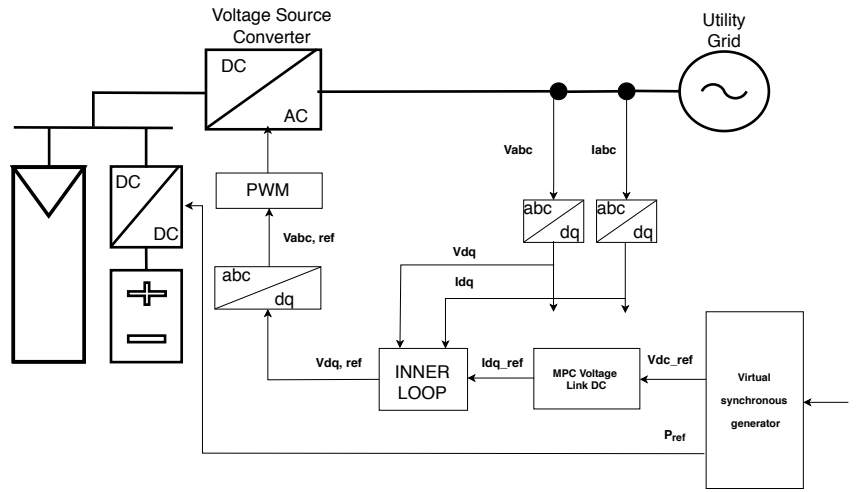 Voltage Source
Converter
Utility
Grid
DC
AC
Vabc
Iabc
DC
DC
PWM
abc
dq
abc
dq
Vabc, ref
Vdq
abc
dq
Idq
Vdq, ref
INNER
LOOP
Idq_ref
MPC Voltage
Link DC
Vdc_ref
Virtual
synchronous
generator
Pref